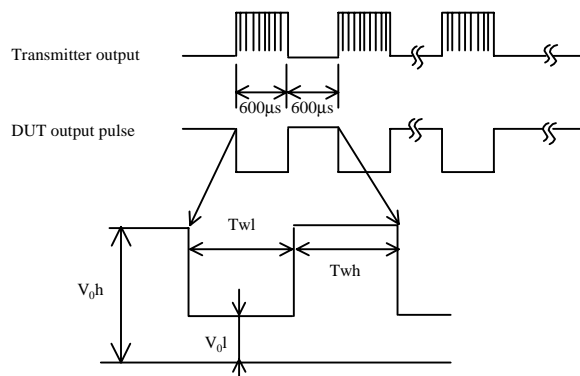 Transmitter output
600μs 600μs
DUT output pulse
Twl
Twh
V₀h
V₀l